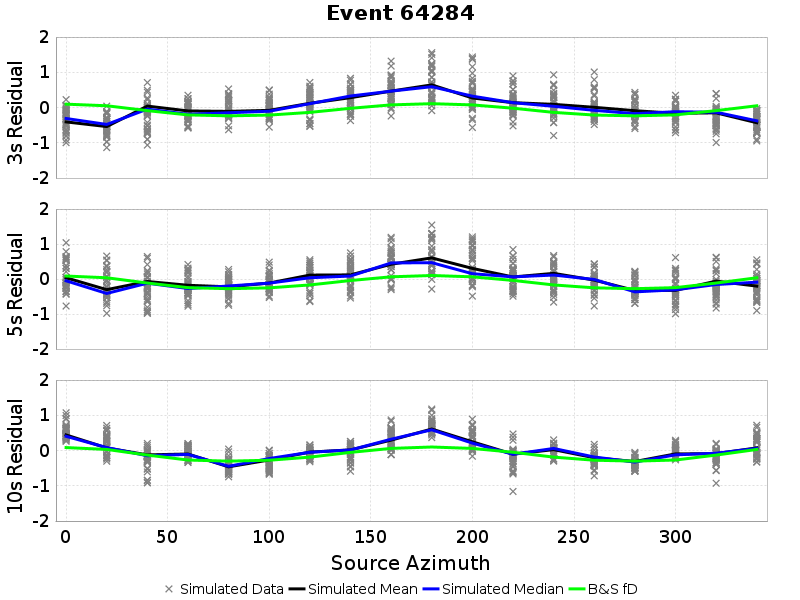 Event 64284
2
1
0
-1
-2
3s Residual
2
1
0
-1
-2
5s Residual
2
1
0
-1
-2
10s Residual
0 50 100 150 200 250 300
Source Azimuth
Simulated Data Simulated Mean Simulated Median B&S fD